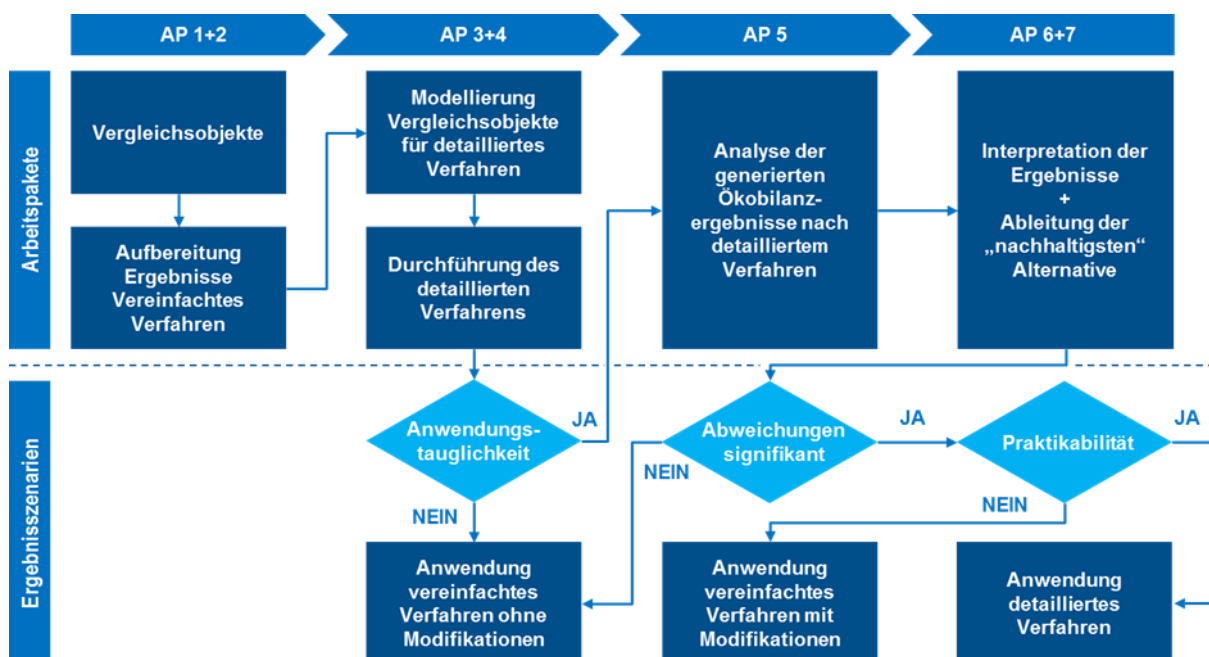 AP 1+2
AP 3+4
AP 5
AP 6+7
Arbeitspakete
Vergleichsobjekte
Aufbereitung
Ergebnisse
Vereinfachtes
Verfahren
Modellierung
Vergleichsobjekte
für detailliertes
Verfahren
Durchführung des
detaillierten
Verfahrens
Analyse der
generierten
Ökobilanz-
ergebnisse nach
detailliertem
Verfahren
Interpretation der
Ergebnisse
+
Ableitung der
„nachhaltigsten“
Alternative
Ergebnisszenarien
Anwendungs-
tauglichkeit
JA
NEIN
Abweichungen
signifikant
JA
NEIN
Praktikabilität
JA
NEIN
Anwendung
vereinfachtes
Verfahren ohne
Modifikationen
Anwendung
vereinfachtes
Verfahren mit
Modifikationen
Anwendung
detailliertes
Verfahren